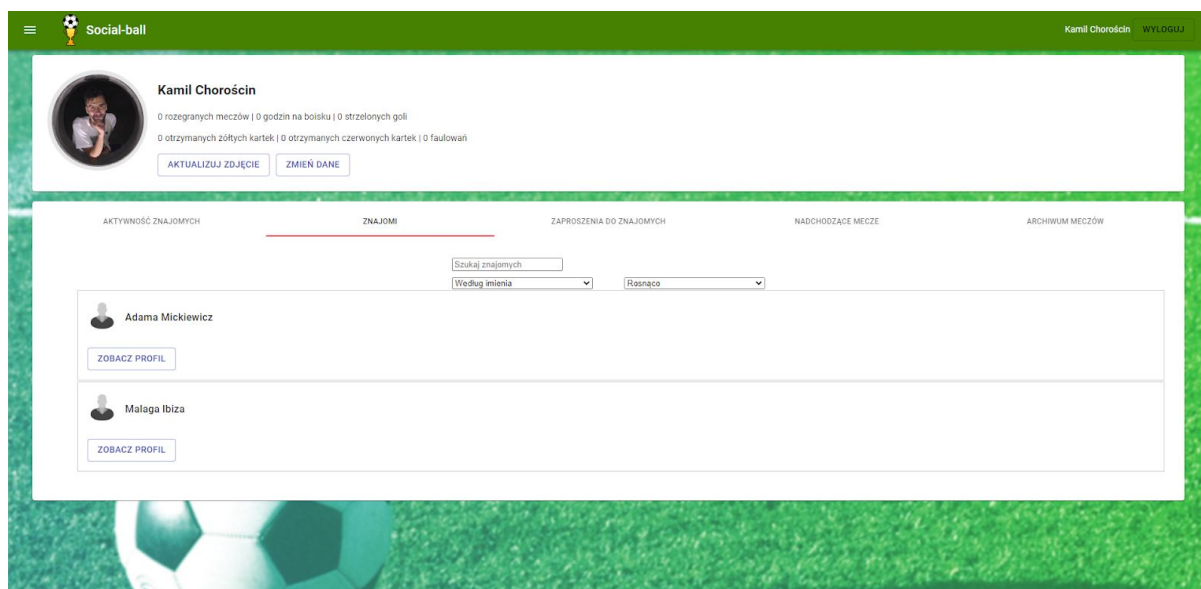 Social-ball
Kamil Chorościn WYLOGUJ
Kamil Chorościn
0 rozegranych meczów | 0 godzin na boisku | 0 strzelonych goli
0 otrzymanych żółtych kartek | 0 otrzymanych czerwonych kartek | 0 faulowań
AKTUALIZUJ ZDJĘCIE ZMIEŃ DANE
AKTYWNOŚĆ ZNAJOMYCH ZNAJOMI ZAPROSZENIA DO ZNAJOMYCH NADCHODZĄCE MECZE ARCHIWUM MECZÓW
Szukaj znajomych
Według imienia Rosnąco
Adama Mickiewicz
ZOBACZ PROFIL
Malaga Ibiza
ZOBACZ PROFIL